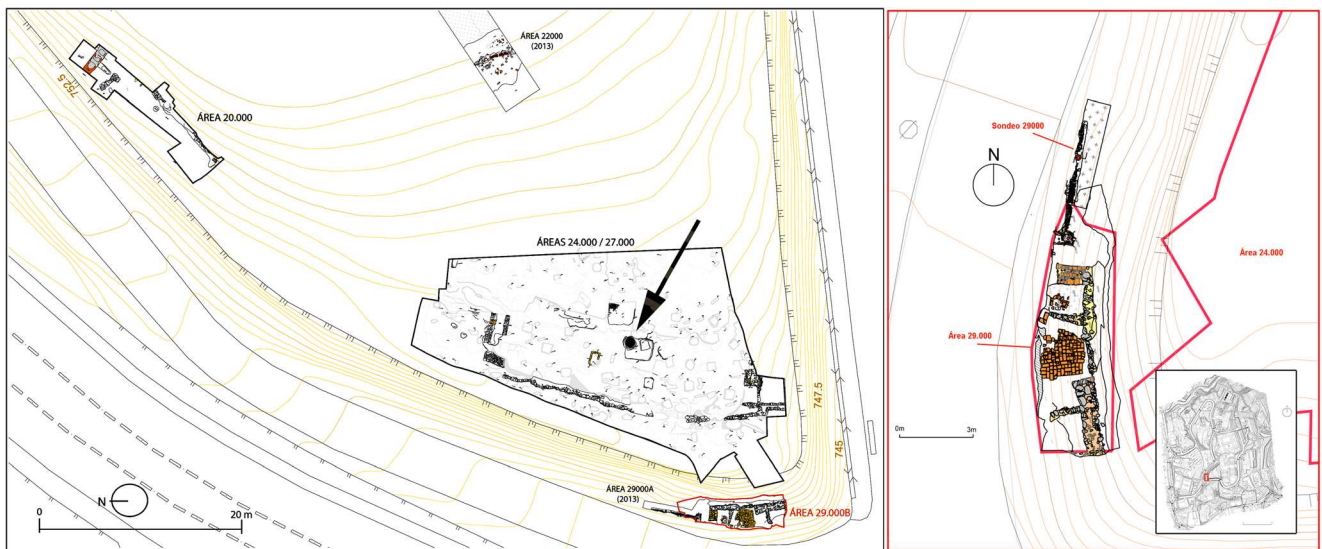 ÁREA 22000
(2013)
752.5
ÁREA 20.000
ÁREAS 24.000 / 27.000
747.5
745
N
0
20 m
ÁREA 29000A
(2013)
ÁREA 29.000B
Sondeo 29000
N
Área 24.000
Área 29.000
0m
3m